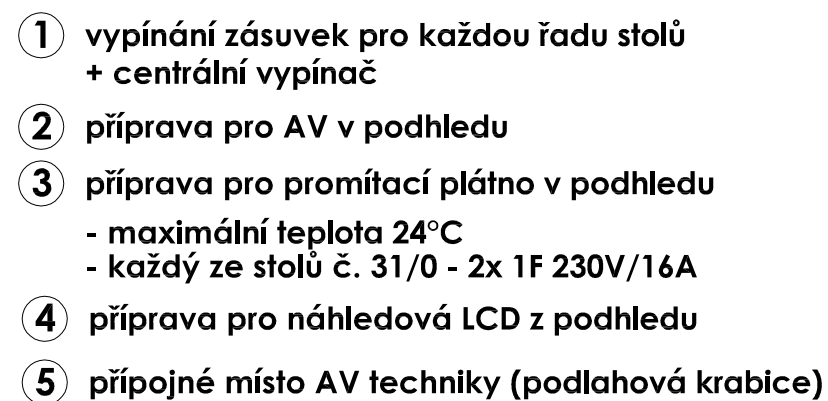 1 vypínání zásuvek pro každou řadu stolů
+ centrální vypínač
2 příprava pro AV v podhledu
3 příprava pro promítací plátno v podhledu
- maximální teplota 24°C
- každý ze stolů č. 31/0 - 2x 1F 230V/16A
4 příprava pro náhledová LCD z podhledu
5 přípojné místo AV techniky (podlahová krabice)